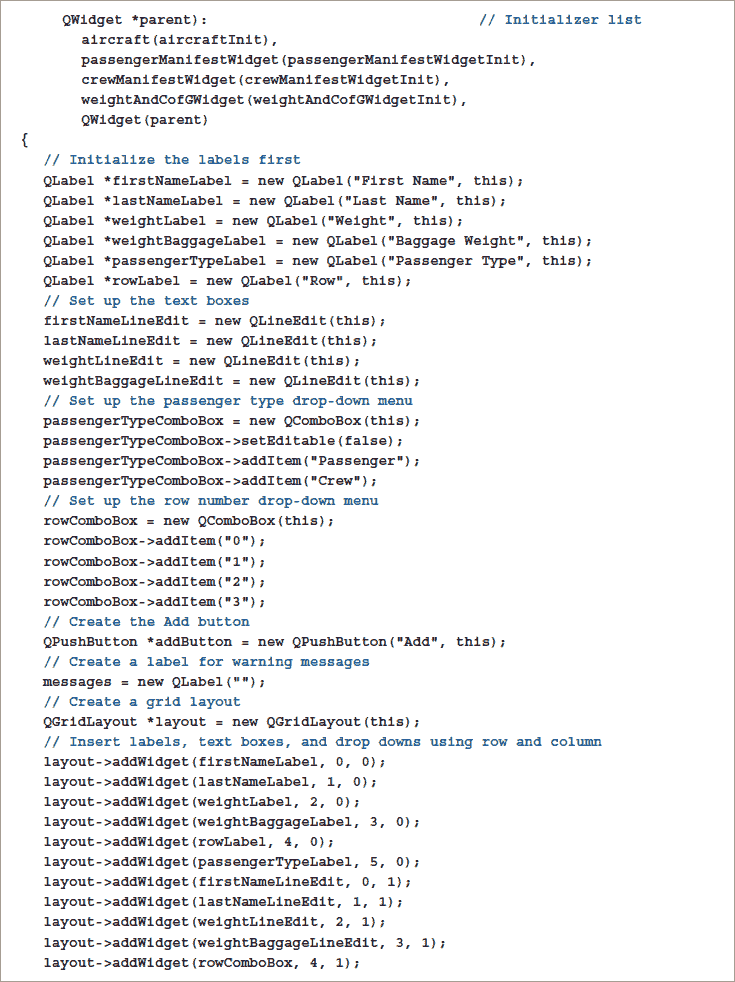 QWidget *parent): // Initializer list
aircraft(aircraftInit),
passengerManifestWidget(passengerManifestWidgetInit),
crewManifestWidget(crewManifestWidgetInit),
weightAndCofGWidget(weightAndCofGWidgetInit),
QWidget(parent)
{
// Initialize the labels first
QLabel *firstNameLabel = new QLabel("First Name", this);
QLabel *lastNameLabel = new QLabel("Last Name", this);
QLabel *weightLabel = new QLabel("Weight", this);
QLabel *weightBaggageLabel = new QLabel("Baggage Weight", this);
QLabel *passengerTypeLabel = new QLabel("Passenger Type", this);
QLabel *rowLabel = new QLabel("Row", this);
// Set up the text boxes
firstNameLineEdit = new QLineEdit(this);
lastNameLineEdit = new QLineEdit(this);
weightLineEdit = new QLineEdit(this);
weightBaggageLineEdit = new QLineEdit(this);
// Set up the passenger type drop-down menu
passengerTypeComboBox = new QComboBox(this);
passengerTypeComboBox->setEditable(false);
passengerTypeComboBox->addItem("Passenger");
passengerTypeComboBox->addItem("Crew");
// Set up the row number drop-down menu
rowComboBox = new QComboBox(this);
rowComboBox->addItem("0");
rowComboBox->addItem("1");
rowComboBox->addItem("2");
rowComboBox->addItem("3");
// Create the Add button
QPushButton *addButton = new QPushButton("Add", this);
// Create a label for warning messages
messages = new QLabel("");
// Create a grid layout
QGridLayout *layout = new QGridLayout(this);
// Insert labels, text boxes, and drop downs using row and column
layout->addWidget(firstNameLabel, 0, 0);
layout->addWidget(lastNameLabel, 1, 0);
layout->addWidget(weightLabel, 2, 0);
layout->addWidget(weightBaggageLabel, 3, 0);
layout->addWidget(rowLabel, 4, 0);
layout->addWidget(passengerTypeLabel, 5, 0);
layout->addWidget(firstNameLineEdit, 0, 1);
layout->addWidget(lastNameLineEdit, 1, 1);
layout->addWidget(weightLineEdit, 2, 1);
layout->addWidget(weightBaggageLineEdit, 3, 1);
layout->addWidget(rowComboBox, 4, 1);